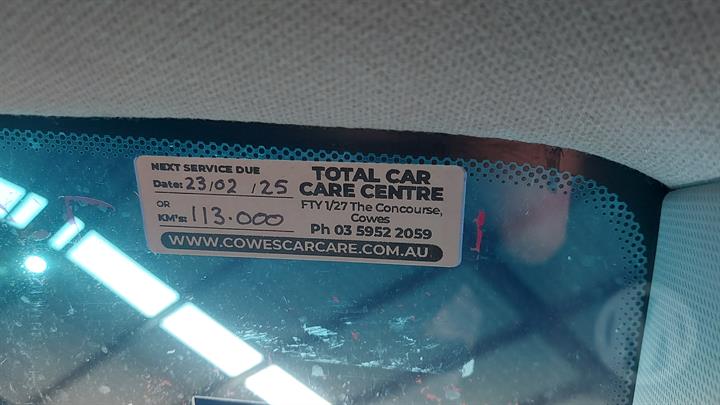 NEXT SERVICE DUE
Date: 23/02/25
OR
KM's: 113.000
TOTAL CAR
CARE CENTRE
FTY 1/27 The Concourse,
Cowes
Ph 03 5952 2059
WWW.COWESCARCARE.COM.AU